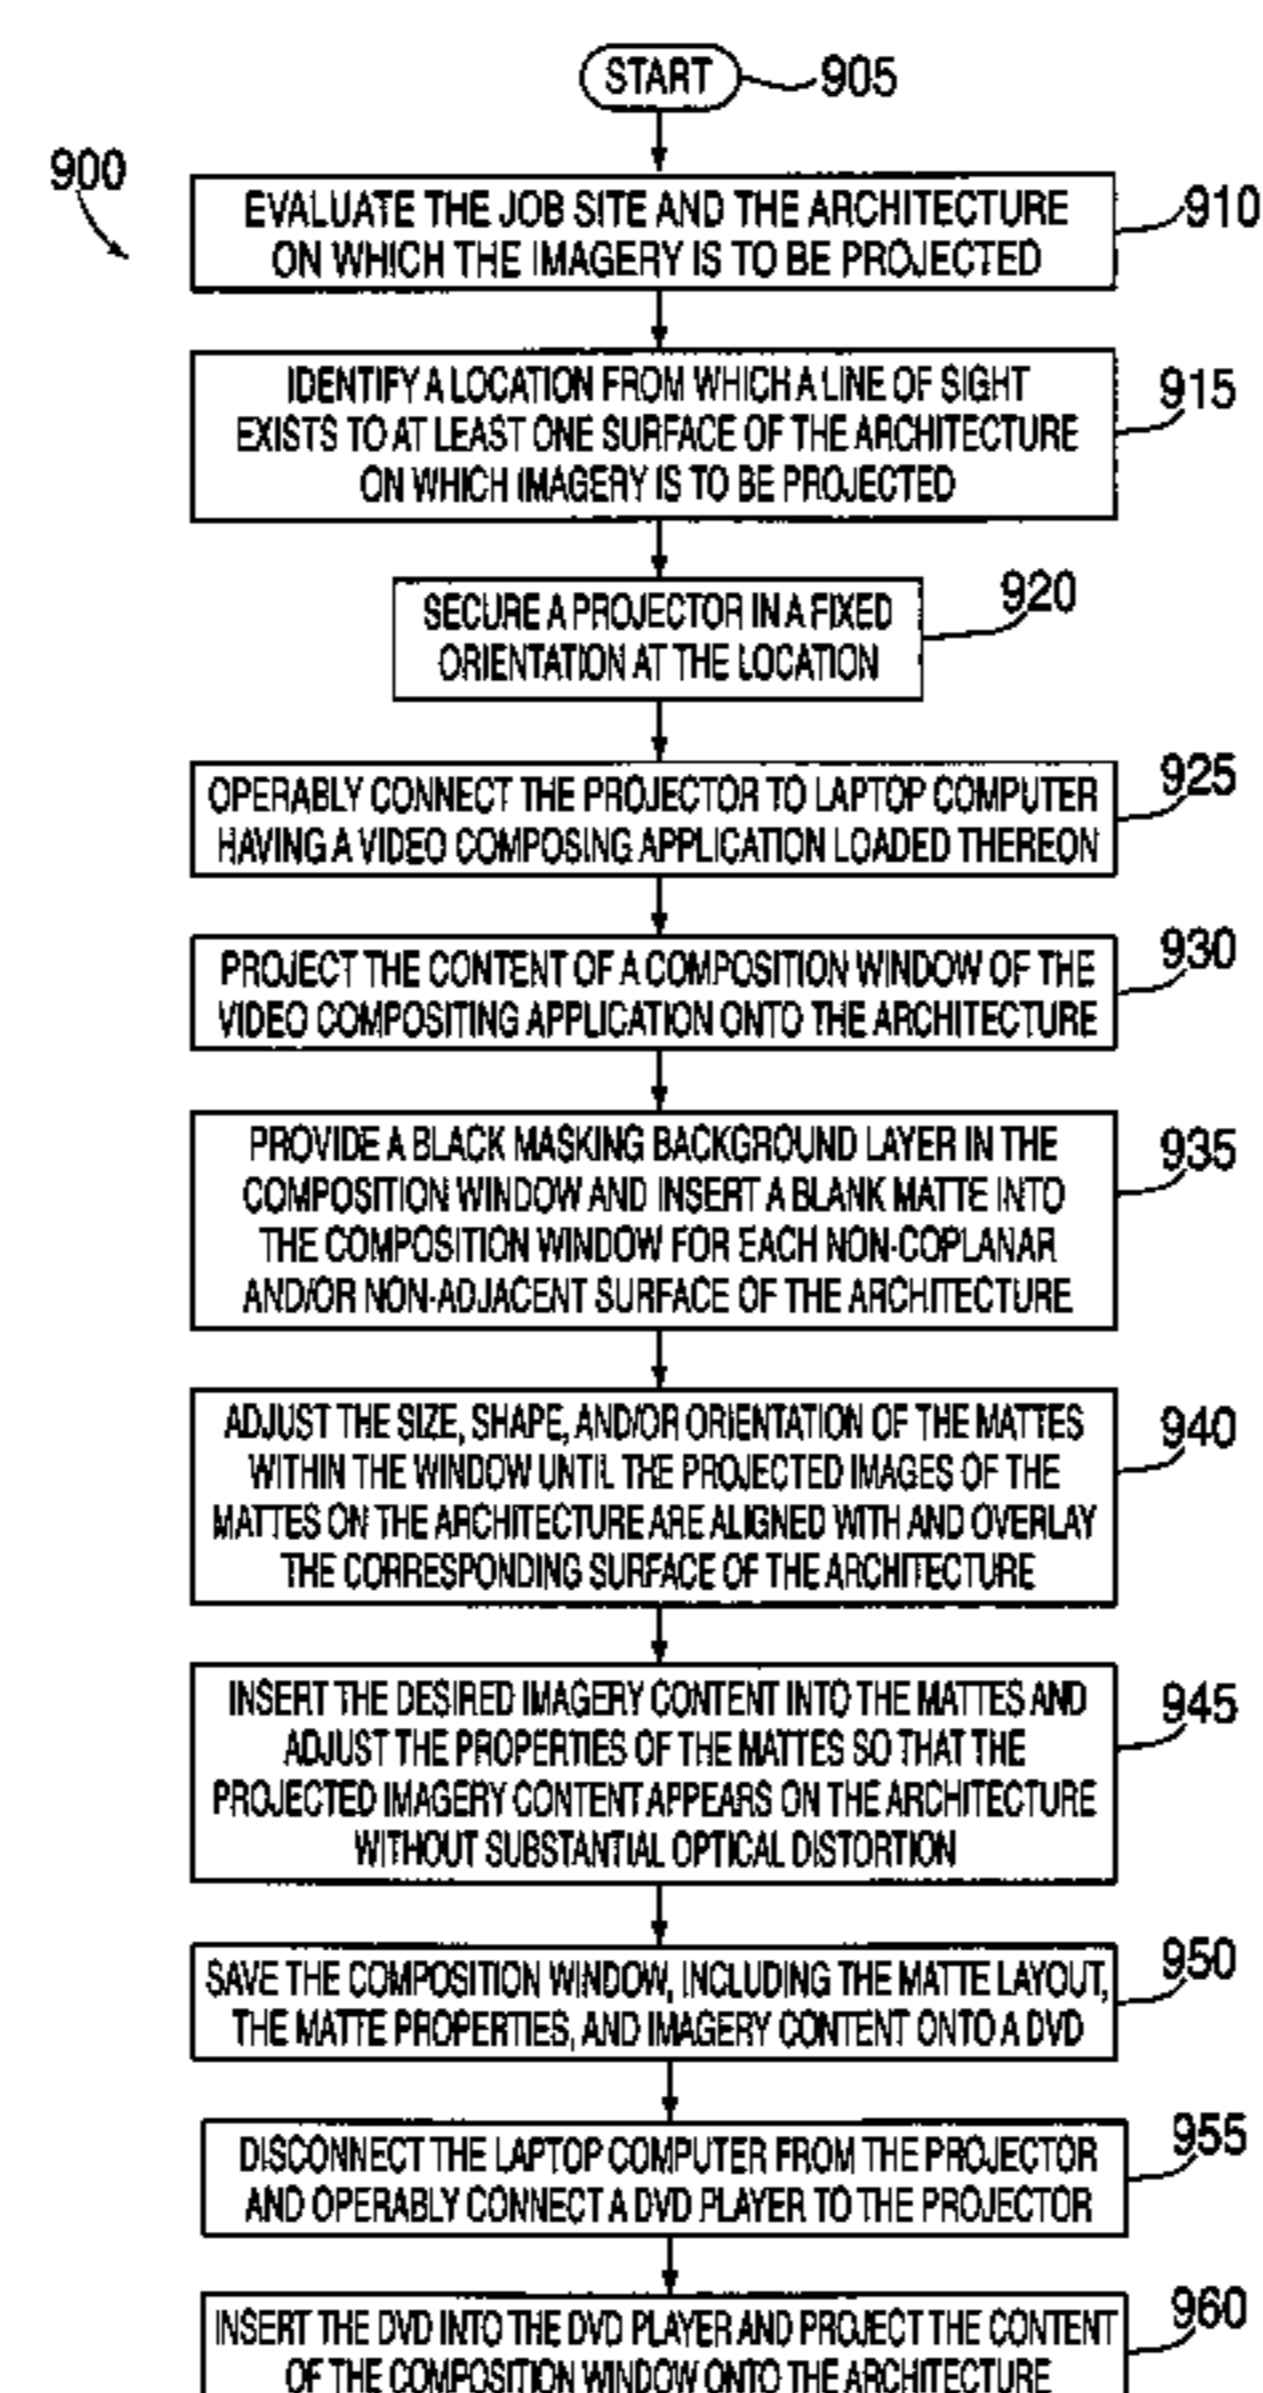 START
905
900
EVALUATE THE JOB SITE AND THE ARCHITECTURE
ON WHICH THE IMAGERY IS TO BE PROJECTED
910
IDENTIFY A LOCATION FROM WHICH A LINE OF SIGHT
EXISTS TO AT LEAST ONE SURFACE OF THE ARCHITECTURE
ON WHICH IMAGERY IS TO BE PROJECTED
915
SECURE A PROJECTOR IN A FIXED
ORIENTATION AT THE LOCATION
920
OPERABLY CONNECT THE PROJECTOR TO LAPTOP COMPUTER
HAVING A VIDEO COMPOSING APPLICATION LOADED THEREON
925
PROJECT THE CONTENT OF A COMPOSITION WINDOW OF THE
VIDEO COMPOSITING APPLICATION ONTO THE ARCHITECTURE
930
PROVIDE A BLACK MASKING BACKGROUND LAYER IN THE
COMPOSITION WINDOW AND INSERT A BLANK MATTE INTO
THE COMPOSITION WINDOW FOR EACH NON-COPLANAR
AND/OR NON-ADJACENT SURFACE OF THE ARCHITECTURE
935
ADJUST THE SIZE, SHAPE, AND/OR ORIENTATION OF THE MATTES
WITHIN THE WINDOW UNTIL THE PROJECTED IMAGES OF THE
MATTES ON THE ARCHITECTURE ARE ALIGNED WITH AND OVERLAY
THE CORRESPONDING SURFACE OF THE ARCHITECTURE
940
INSERT THE DESIRED IMAGERY CONTENT INTO THE MATTES AND
ADJUST THE PROPERTIES OF THE MATTES SO THAT THE
PROJECTED IMAGERY CONTENT APPEARS ON THE ARCHITECTURE
WITHOUT SUBSTANTIAL OPTICAL DISTORTION
945
SAVE THE COMPOSITION WINDOW, INCLUDING THE MATTE LAYOUT,
THE MATTE PROPERTIES, AND IMAGERY CONTENT ONTO A DVD
950
DISCONNECT THE LAPTOP COMPUTER FROM THE PROJECTOR
AND OPERABLY CONNECT A DVD PLAYER TO THE PROJECTOR
955
INSERT THE DVD INTO THE DVD PLAYER AND PROJECT THE CONTENT
OF THE COMPOSITION WINDOW ONTO THE ARCHITECTURE
960